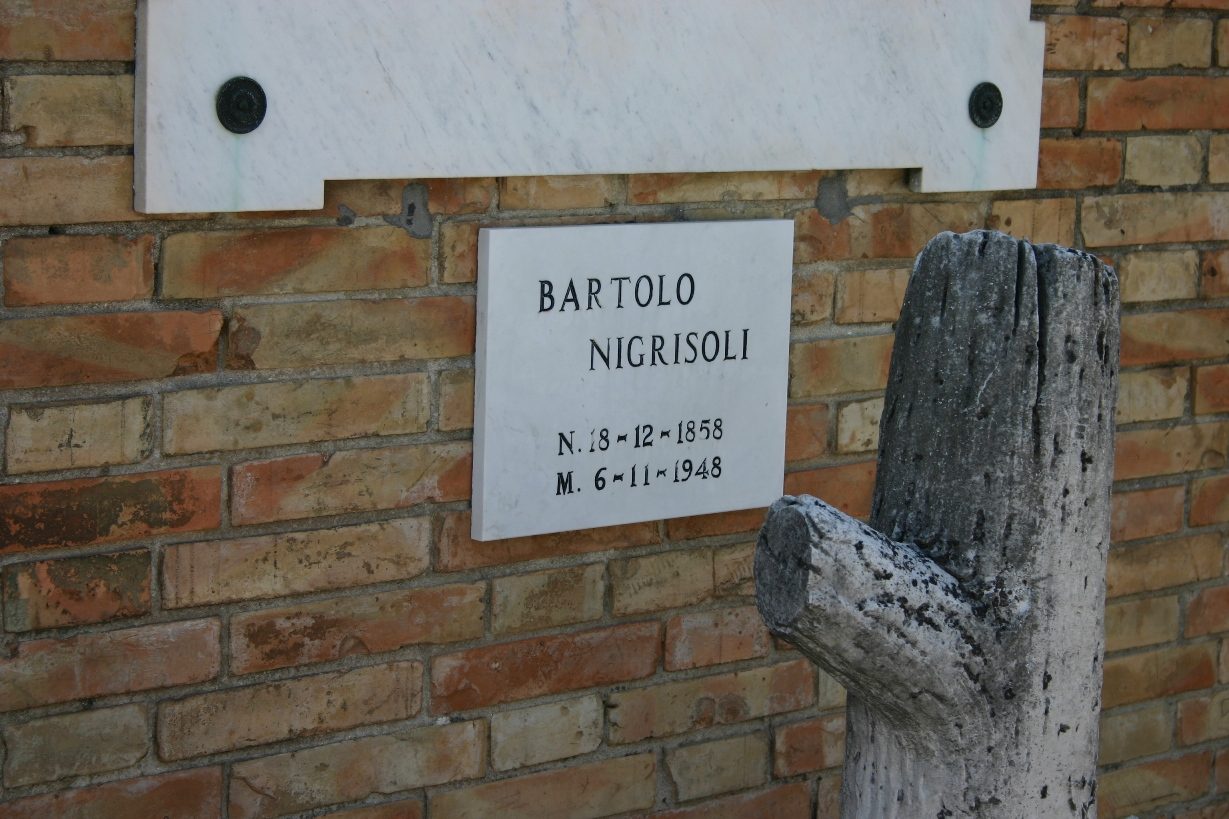 BARTOLO
NIGRISOLI
N. 18-12-1858
M. 6-11-1948